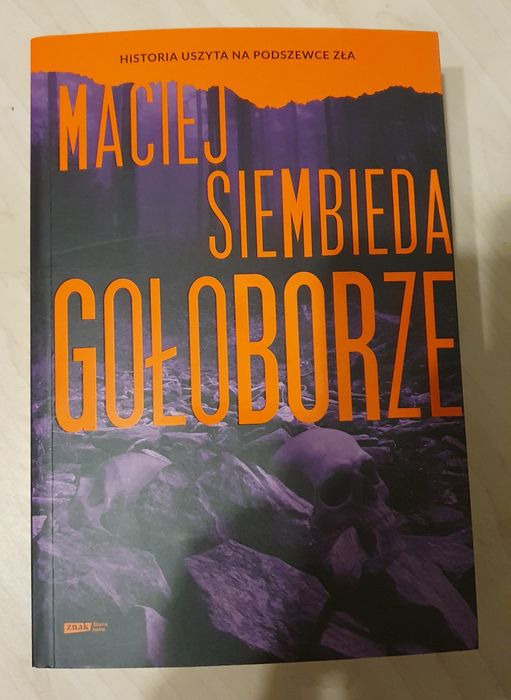 HISTORIA USZYTA NA PODSZEWCE ZŁA
MACIEJ
SIEMBIEDA
GOŁOBORZE
znak